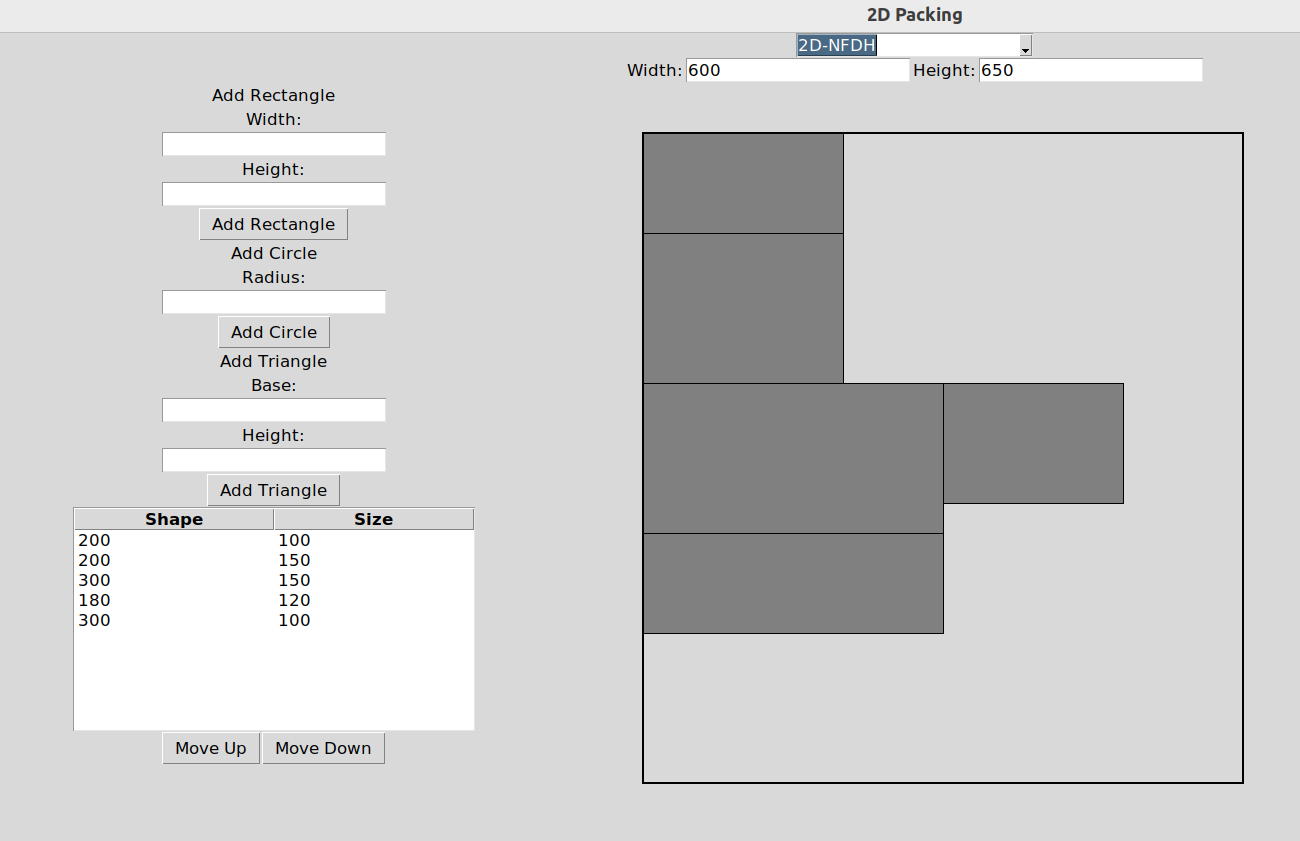 2D Packing
2D-NFDH
Width: 600 Height: 650
Add Rectangle
Width:
Height:
Add Rectangle
Add Circle
Radius:
Add Circle
Add Triangle
Base:
Height:
Add Triangle
Shape Size
200 100
200 150
300 150
180 120
300 100
Move Up Move Down